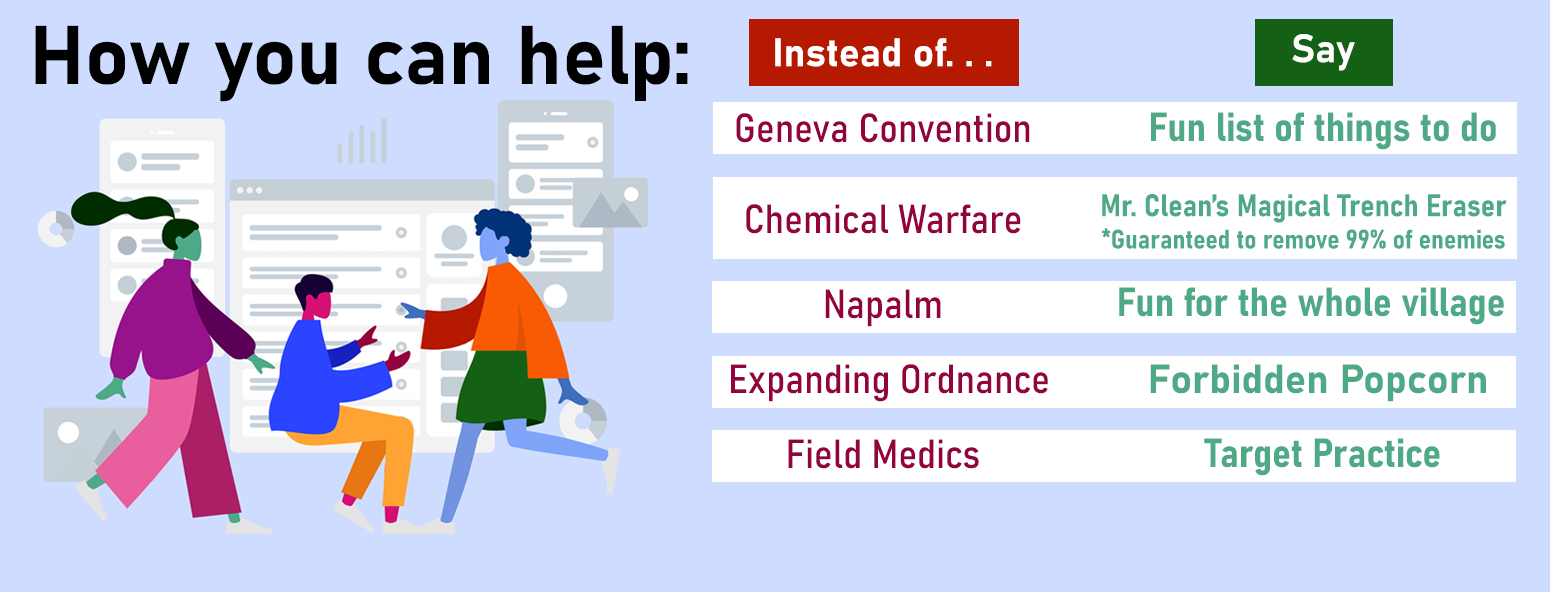 How you can help:
Instead of. . .
Say
Geneva Convention
Fun list of things to do
Chemical Warfare
Mr. Clean's Magical Trench Eraser
*Guaranteed to remove 99% of enemies
Napalm
Fun for the whole village
Expanding Ordnance
Forbidden Popcorn
Field Medics
Target Practice